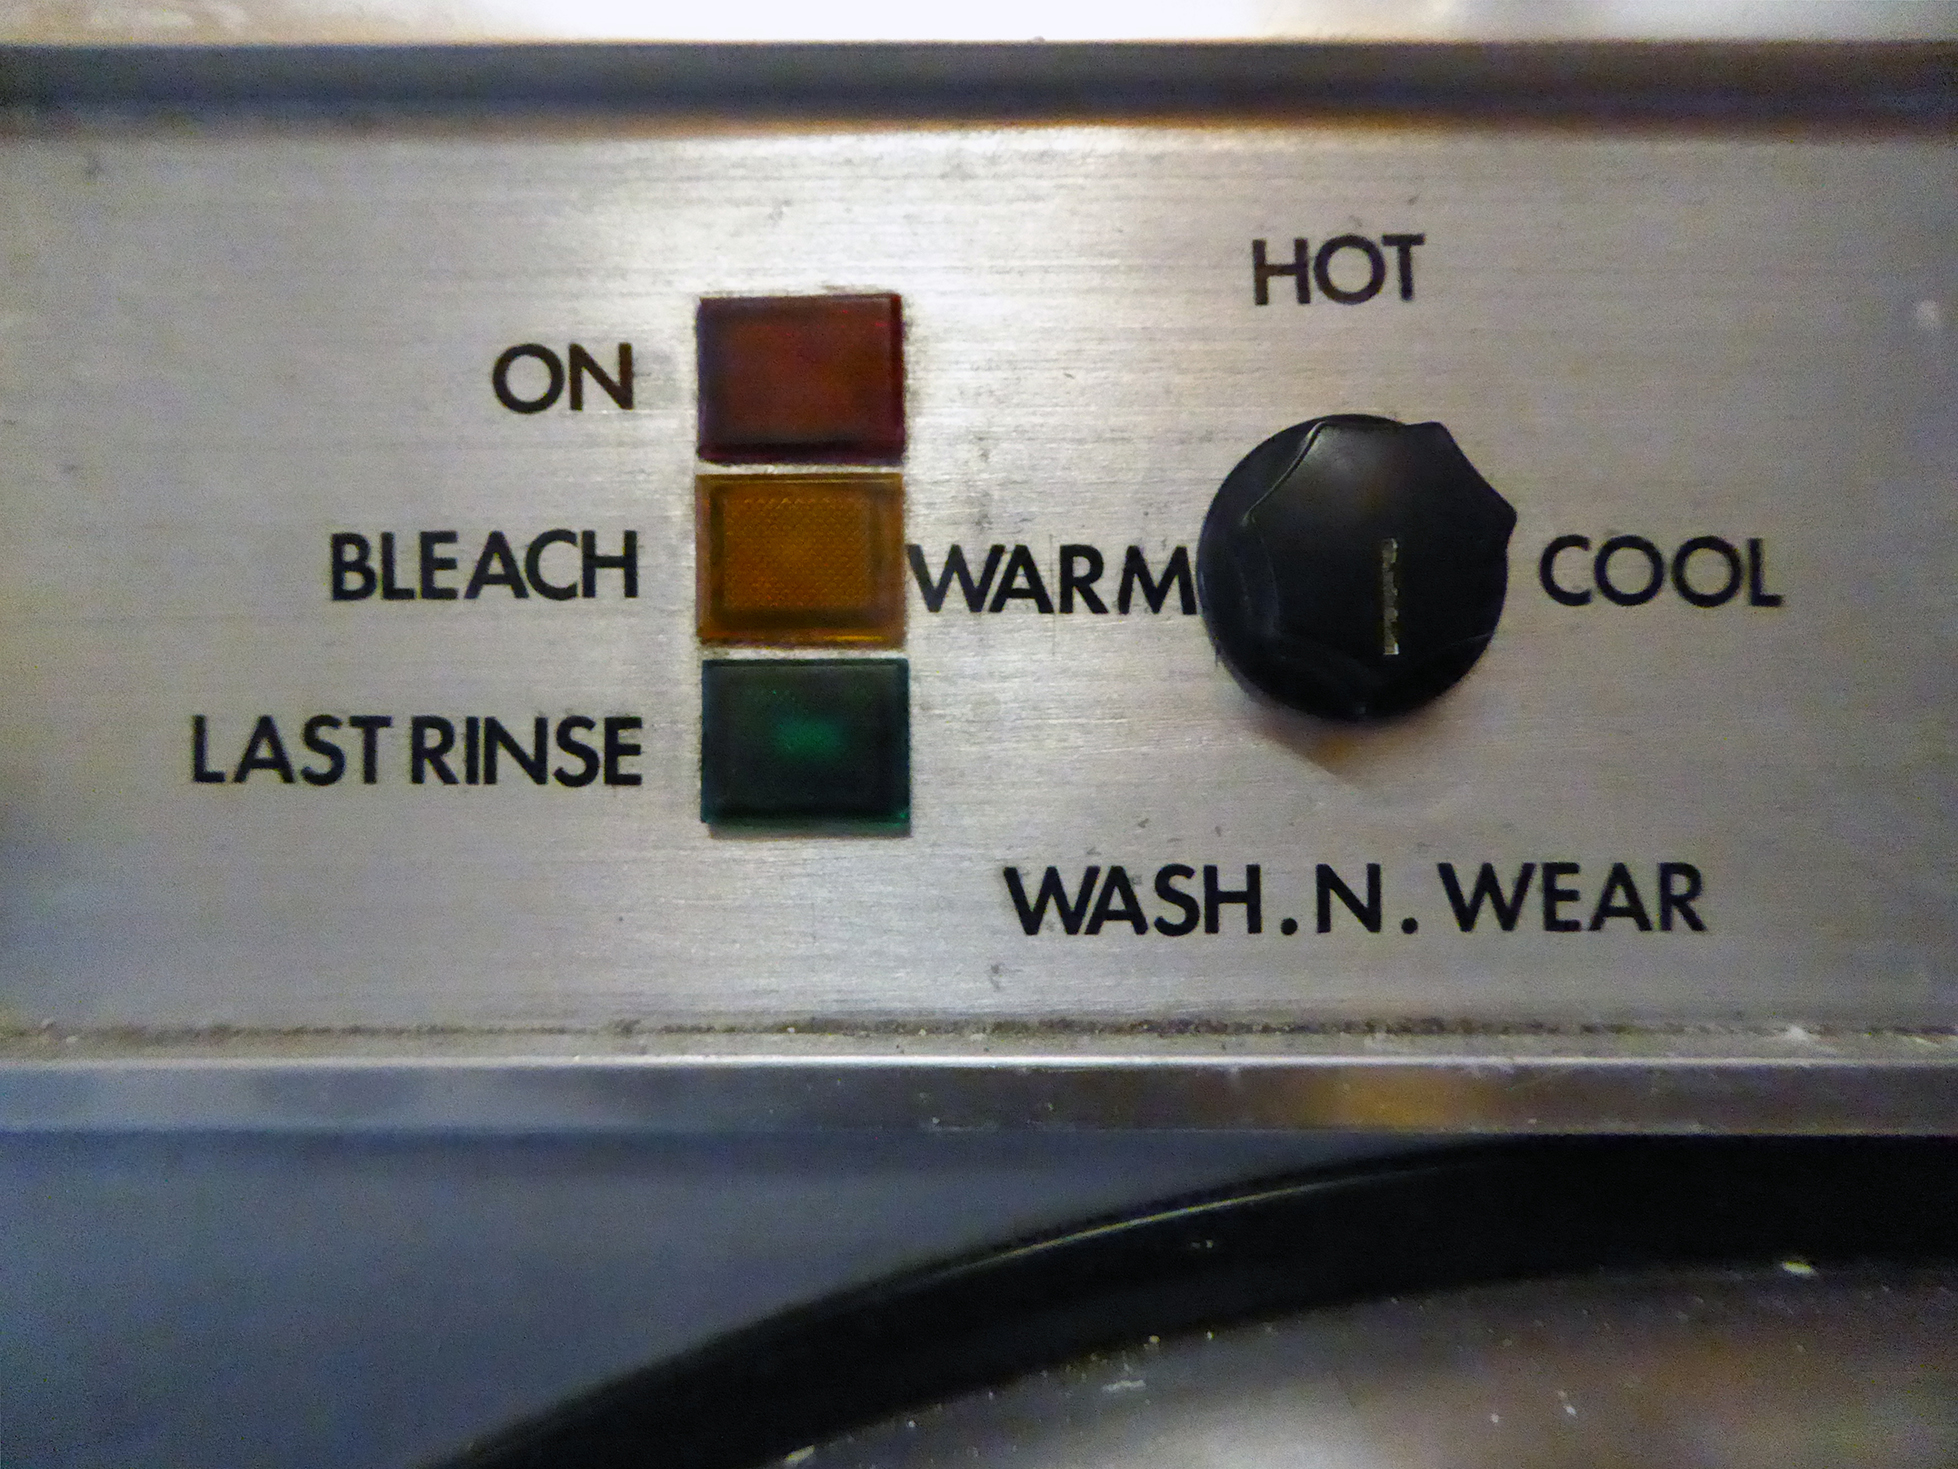 HOT
ON
BLEACH
WARM
COOL
LAST RINSE
WASH.N.WEAR